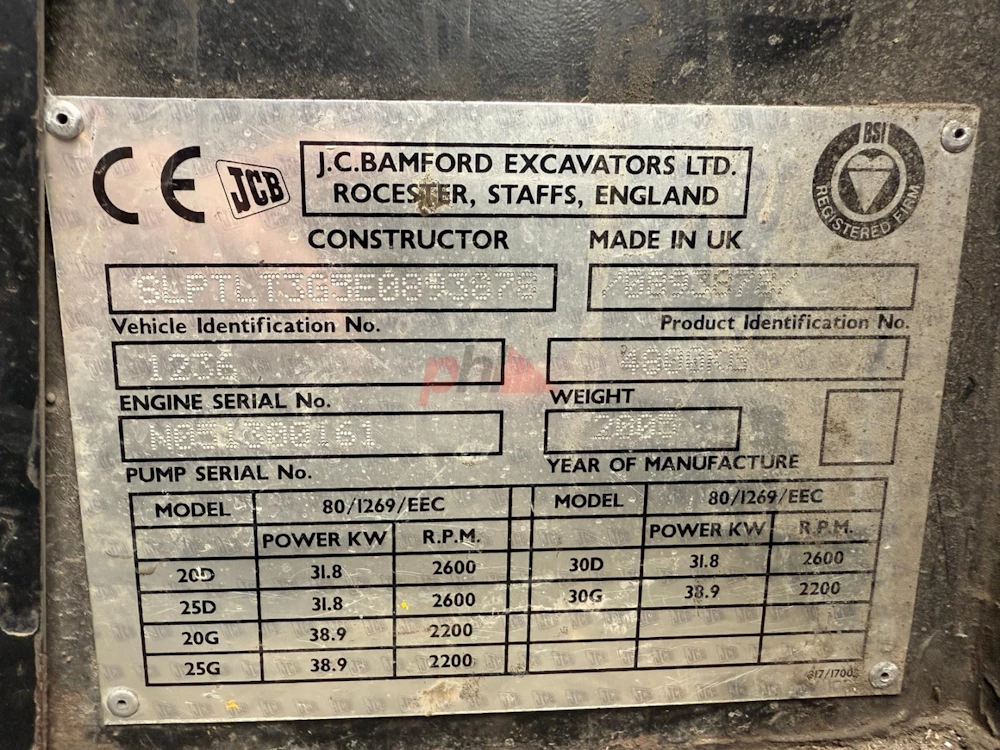 CE JCB J.C.BAMFORD EXCAVATORS LTD.
ROCESTER, STAFFS, ENGLAND
BSI REGISTERED FIRM
CONSTRUCTOR MADE IN UK
Vehicle Identification No. Product Identification No.
1236
ENGINE SERIAL No. WEIGHT
N051300161
PUMP SERIAL No. YEAR OF MANUFACTURE
MODEL 80/1269/EEC MODEL 80/1269/EEC
POWER KW R.P.M. POWER KW R.P.M.
20D 31.8 2600 30D 31.8 2600
25D 31.8 2600 30G 38.9 2200
20G 38.9 2200
25G 38.9 2200
ph